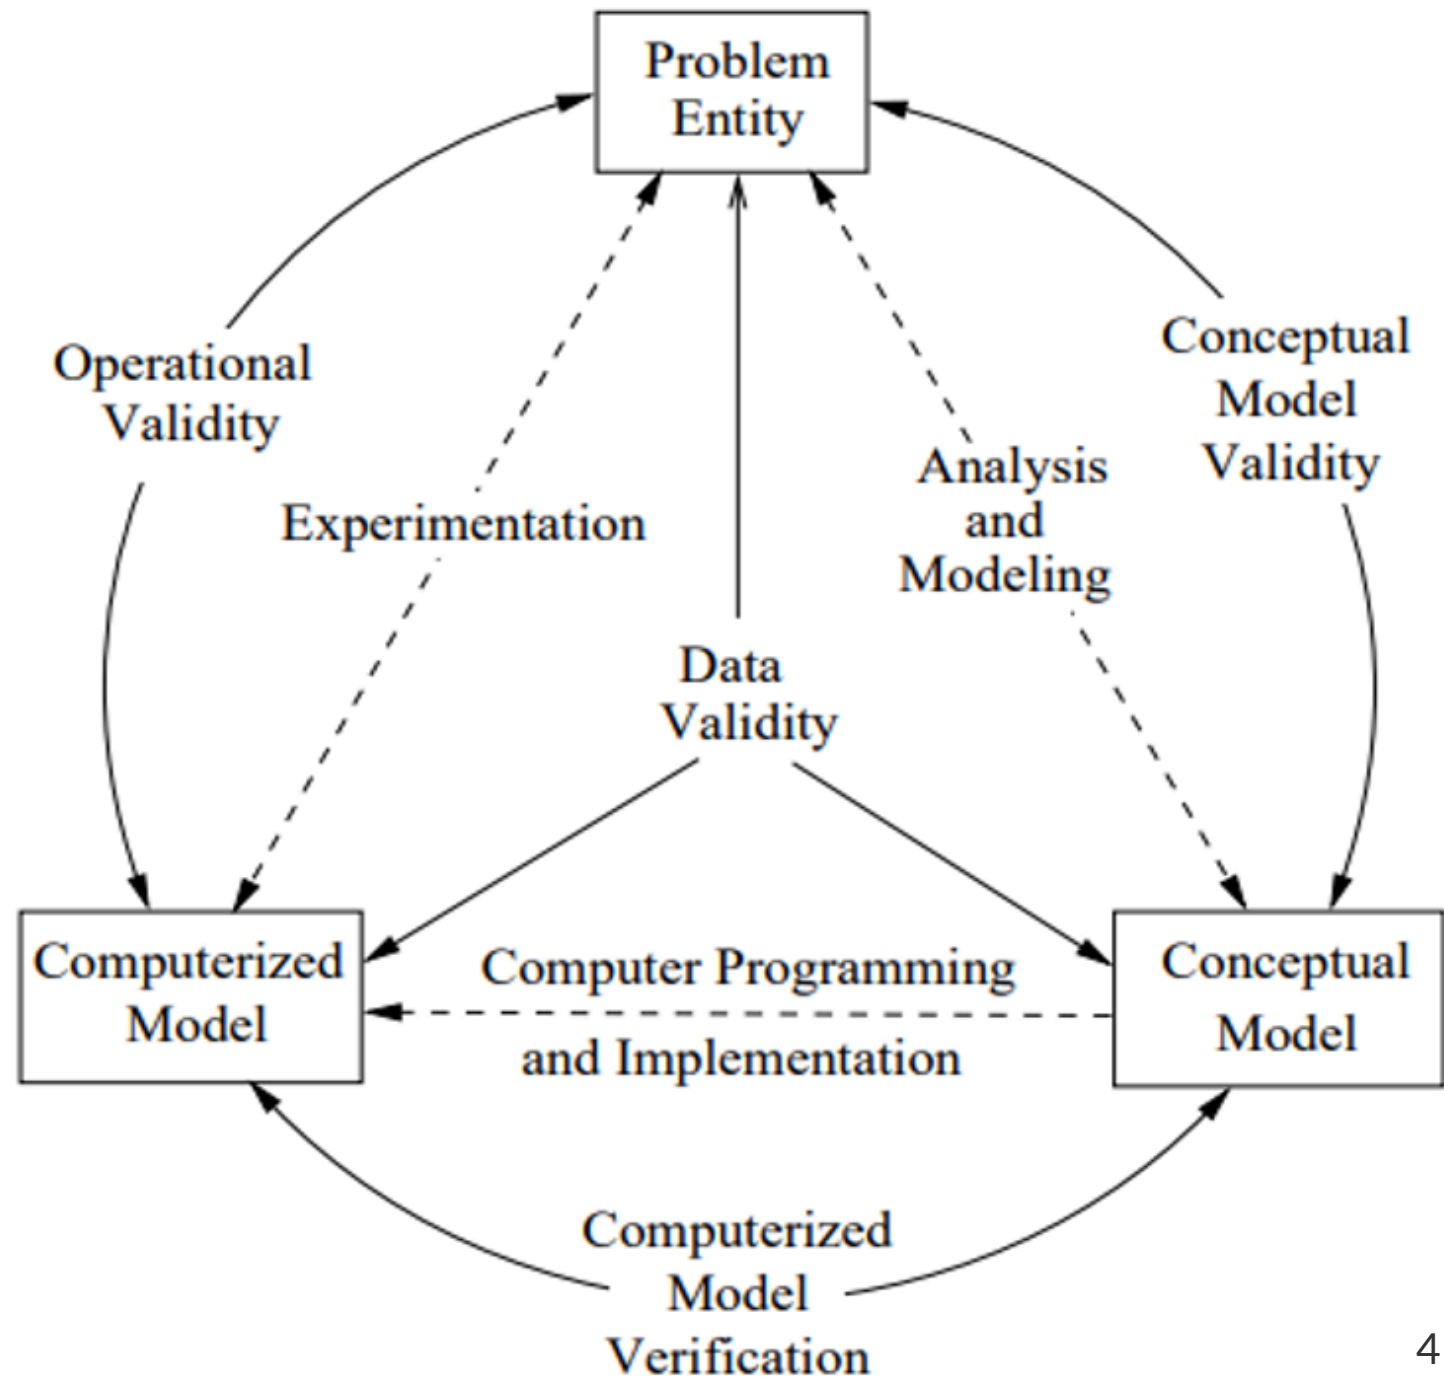 Problem
Entity
Operational
Validity
Conceptual
Model
Validity
Experimentation
Analysis
and
Modeling
Data
Validity
Computerized
Model
Computer Programming
and Implementation
Conceptual
Model
Computerized
Model
Verification
4